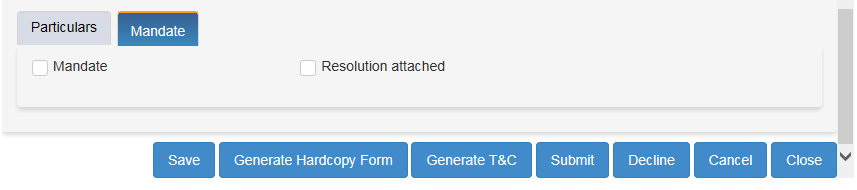 Particulars Mandate
Mandate Resolution attached
Save Generate Hardcopy Form Generate T&C Submit Decline Cancel Close